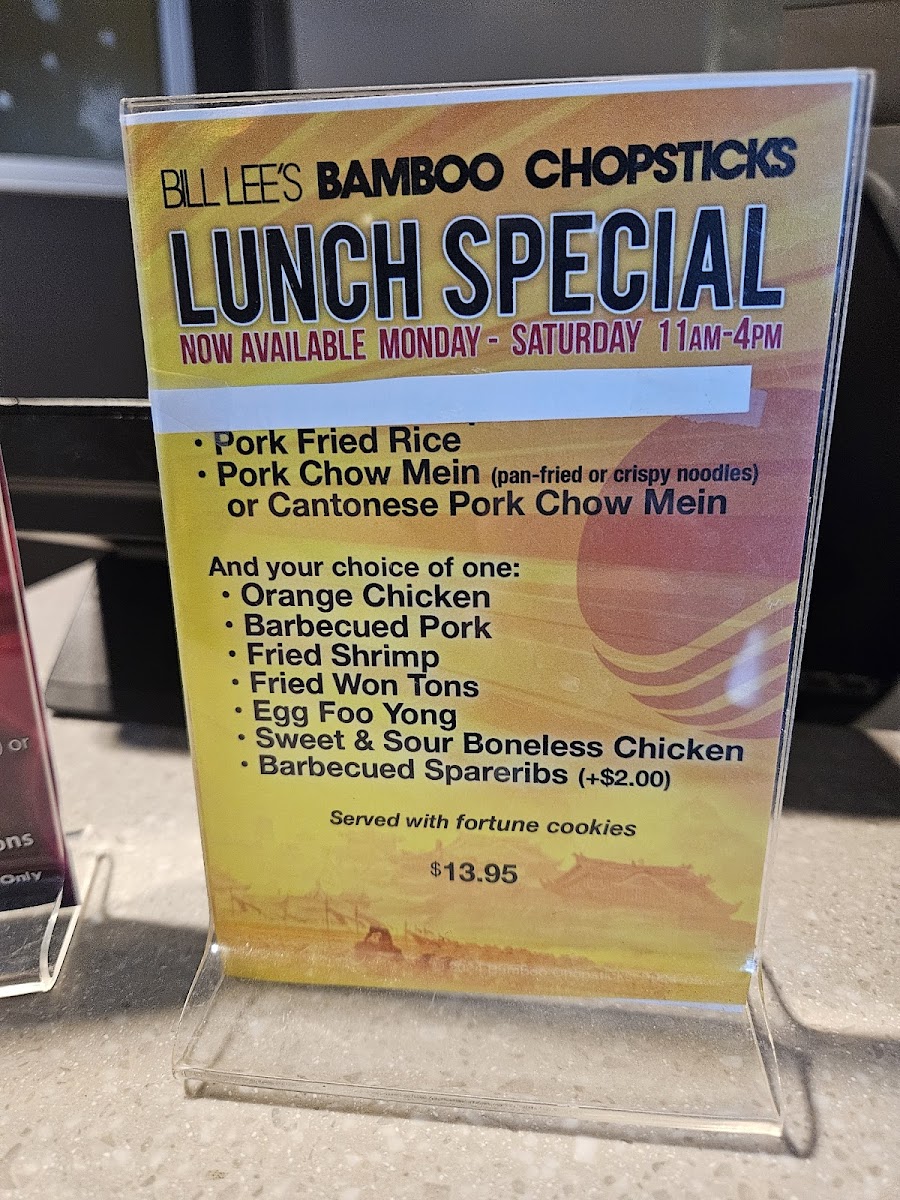 BILL LEE'S BAMBOO CHOPSTICKS
LUNCH SPECIAL
NOW AVAILABLE MONDAY - SATURDAY 11AM-4PM
• Pork Fried Rice
• Pork Chow Mein (pan-fried or crispy noodles)
or Cantonese Pork Chow Mein
And your choice of one:
• Orange Chicken
• Barbecued Pork
• Fried Shrimp
• Fried Won Tons
• Egg Foo Yong
• Sweet & Sour Boneless Chicken
• Barbecued Spareribs (+$2.00)
Served with fortune cookies
$13.95
or
Only